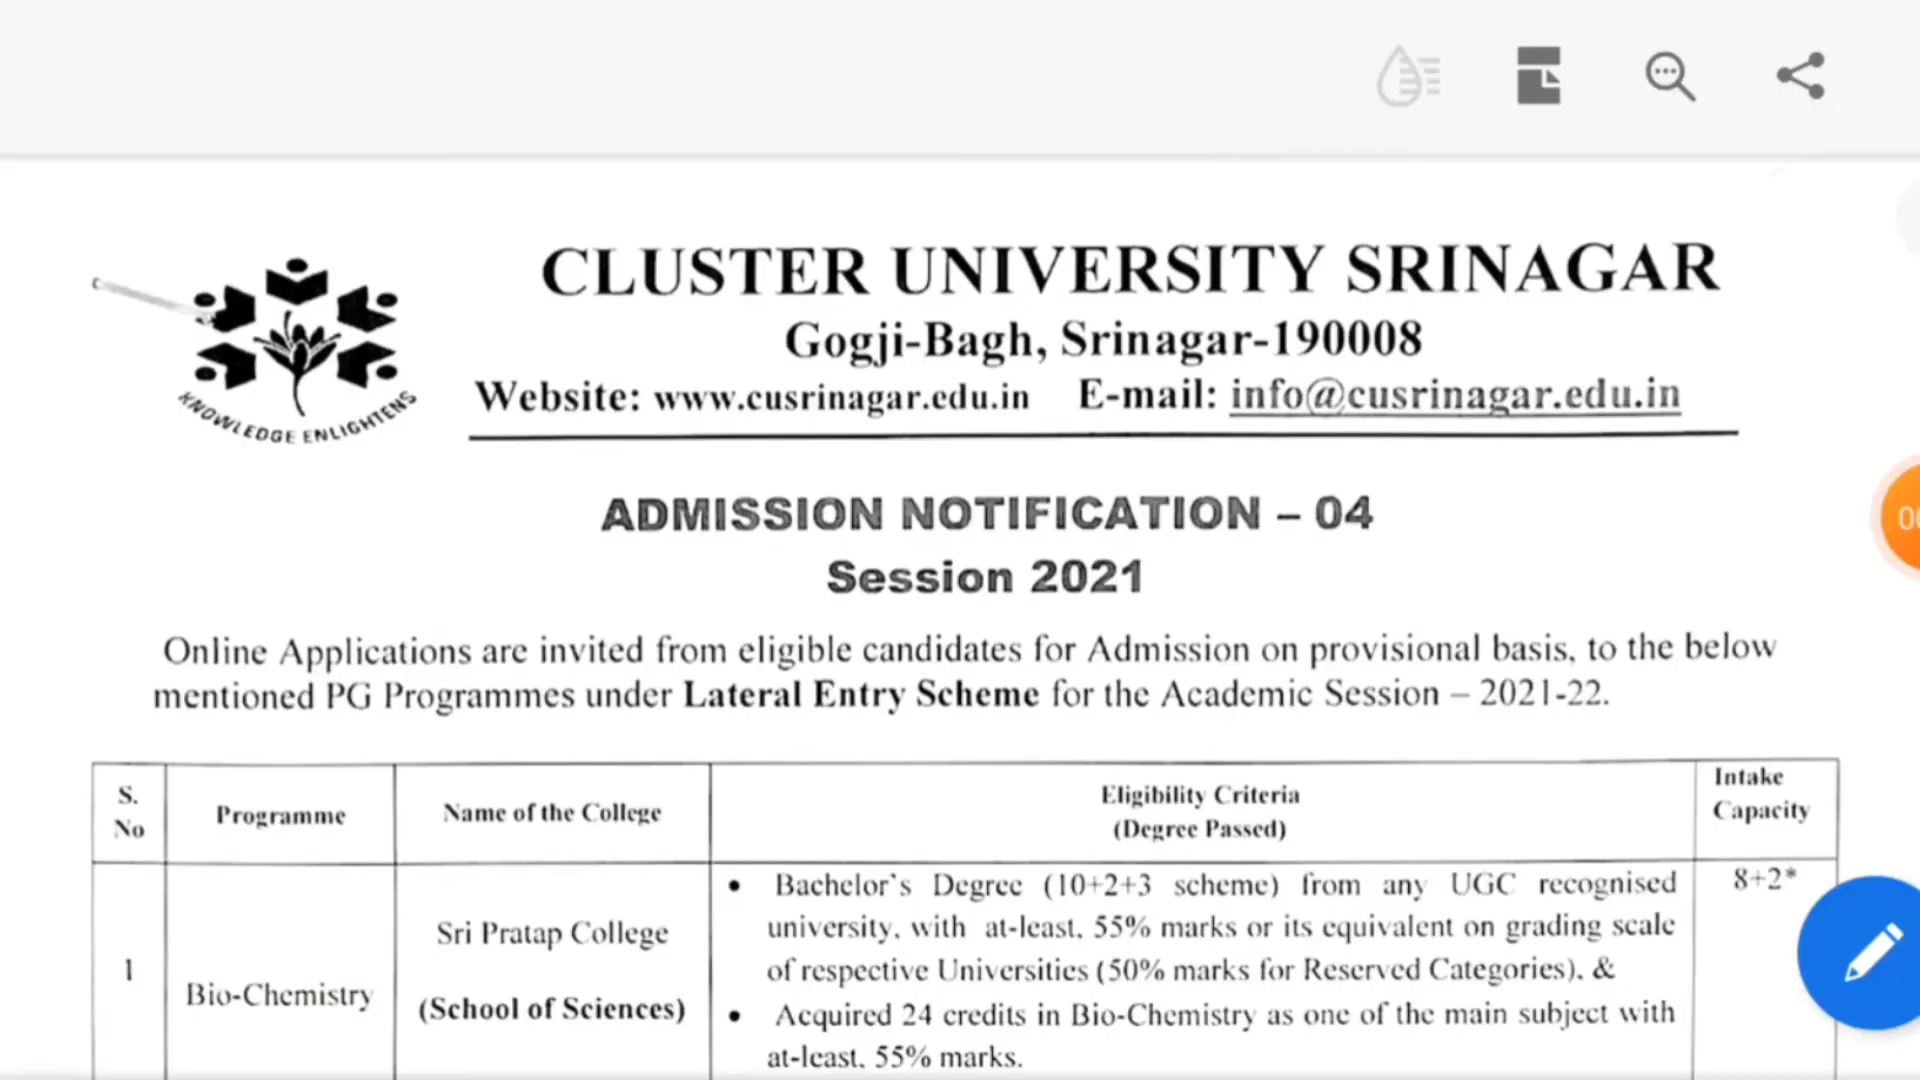 CLUSTER UNIVERSITY SRINAGAR
Gogji-Bagh, Srinagar-190008
Website: www.cusrinagar.edu.in E-mail: info@cusrinagar.edu.in
KNOWLEDGE ENLIGHTENS
ADMISSION NOTIFICATION – 04
Session 2021
Online Applications are invited from eligible candidates for Admission on provisional basis, to the below
mentioned PG Programmes under Lateral Entry Scheme for the Academic Session – 2021-22.
S.
No
Programme
Name of the College
Eligibility Criteria
(Degree Passed)
Intake
Capacity
1
Bio-Chemistry
Sri Pratap College
(School of Sciences)
• Bachelor's Degree (10+2+3 scheme) from any UGC recognised
university, with at-least, 55% marks or its equivalent on grading scale
of respective Universities (50% marks for Reserved Categories), &
• Acquired 24 credits in Bio-Chemistry as one of the main subject with
at-least, 55% marks.
8+2*